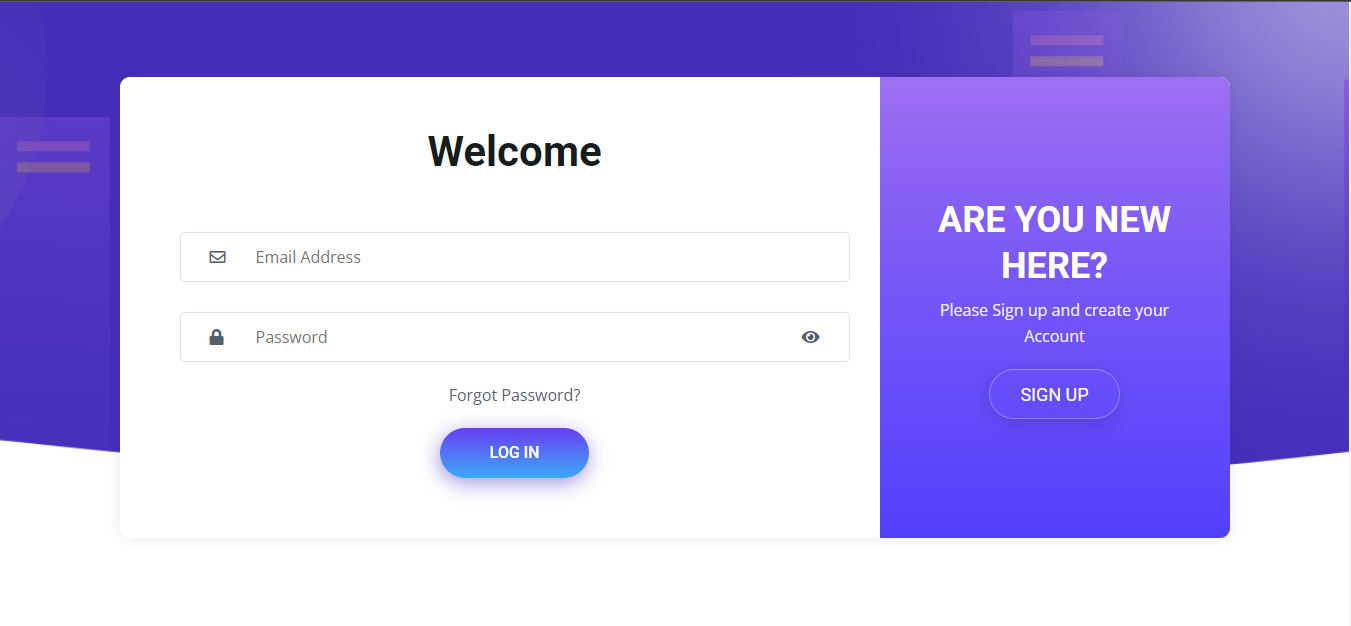 Welcome
Email Address
Password
Forgot Password?
LOG IN
ARE YOU NEW
HERE?
Please Sign up and create your
Account
SIGN UP